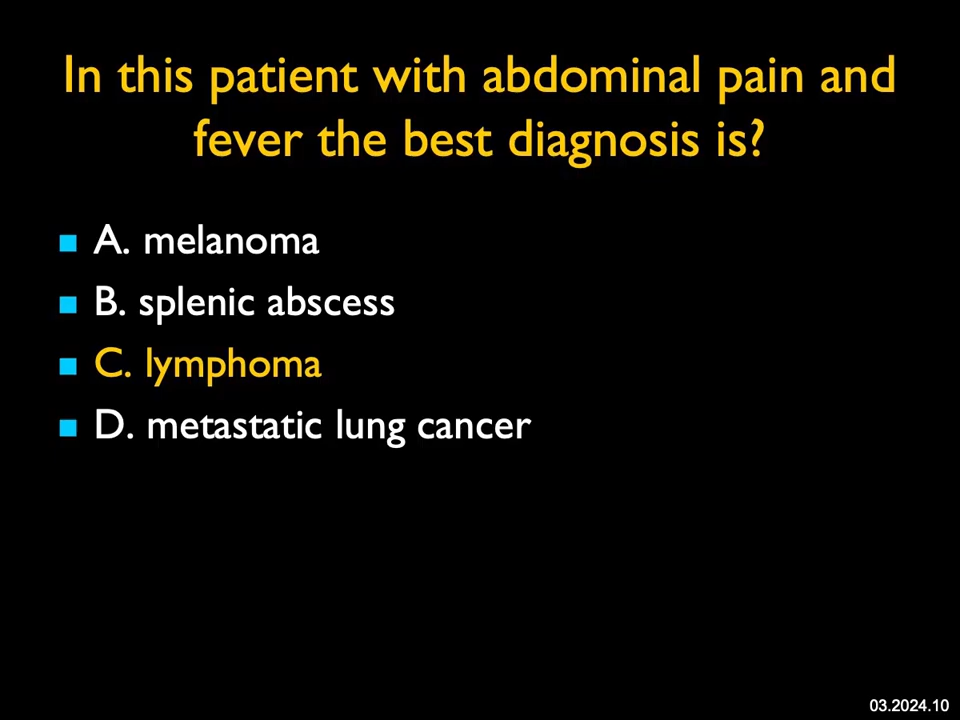 In this patient with abdominal pain and
fever the best diagnosis is?
A. melanoma
B. splenic abscess
C. lymphoma
D. metastatic lung cancer
03.2024.10